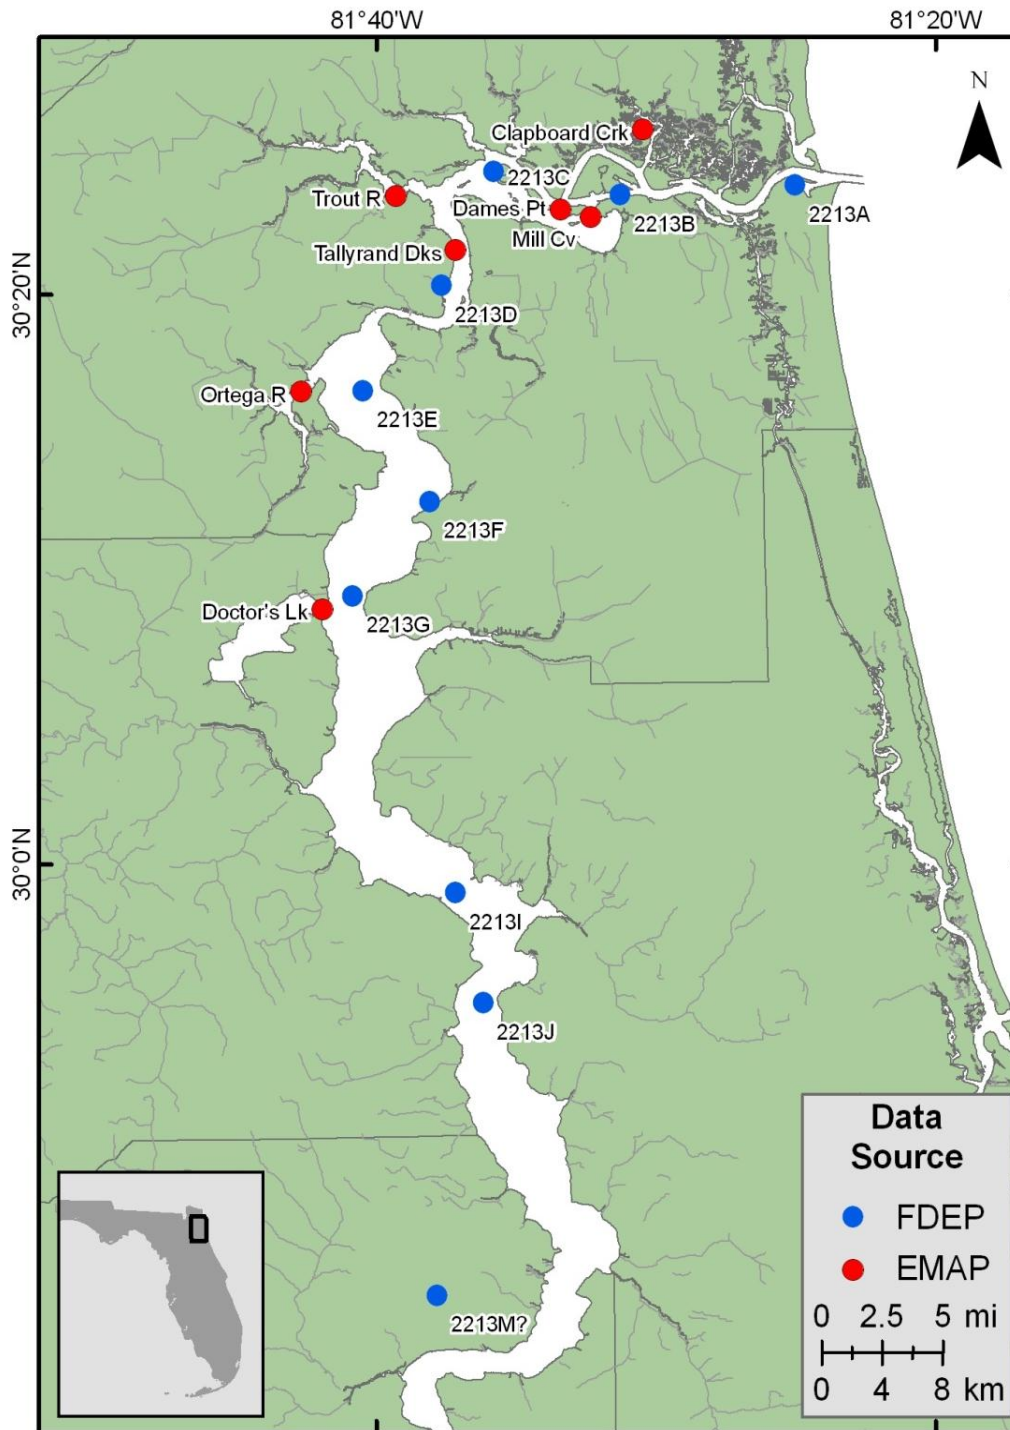 81°40'W
81°20'W
N
Clapboard Crk
2213C
Trout R
Dames Pt
2213B
2213A
Mill Cv
Tallyrand Dks
30°20'N
2213D
Ortega R
2213E
2213F
Doctor's Lk
2213G
30°0'N
2213I
2213J
2213M?
Data
Source
FDEP
EMAP
0 2.5 5 mi
0 4 8 km